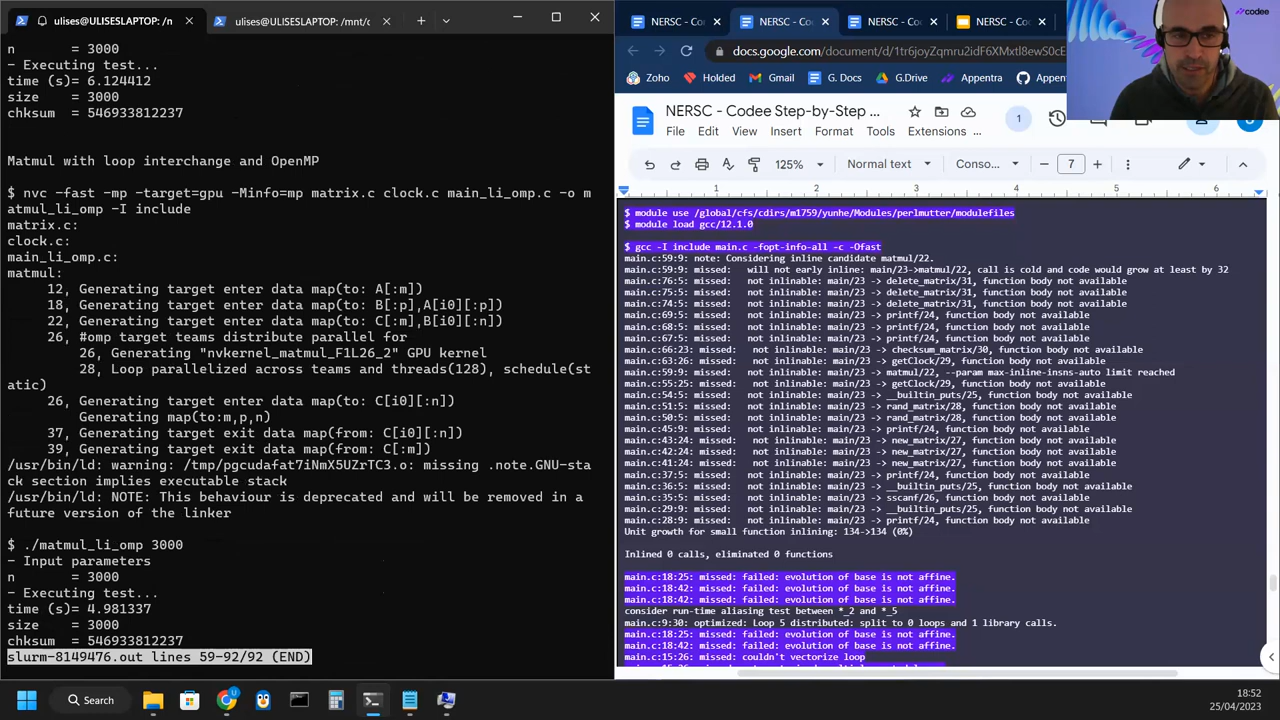 ulises@ULISESLAPTOP: /n
ulises@ULISESLAPTOP: /mnt/c
n = 3000
- Executing test...
time (s)= 6.124412
size = 3000
chksum = 546933812237
Matmul with loop interchange and OpenMP
$ nvc -fast -mp -target=gpu -Minfo=mp matrix.c clock.c main_li_omp.c -o m
atmul_li_omp -I include
matrix.c:
clock.c:
main_li_omp.c:
matmul:
12, Generating target enter data map(to: A[:m])
18, Generating target enter data map(to: B[:p],A[i0][:p])
22, Generating target enter data map(to: C[:m],B[i0][:n])
26, #omp target teams distribute parallel for
26, Generating "nvkernel_matmul_F1L26_2" GPU kernel
28, Loop parallelized across teams and threads(128), schedule(st
atic)
26, Generating target enter data map(to: C[i0][:n])
Generating map(to:m,p,n)
37, Generating target exit data map(from: C[i0][:n])
39, Generating target exit data map(from: C[:m])
/usr/bin/ld: warning: /tmp/pgcudafat7iNmX5UZrTC3.o: missing .note.GNU-sta
ck section implies executable stack
/usr/bin/ld: NOTE: This behaviour is deprecated and will be removed in a
future version of the linker
$ ./matmul_li_omp 3000
- Input parameters
n = 3000
- Executing test...
time (s)= 4.981337
size = 3000
chksum = 546933812237
slurm-8149476.out lines 59-92/92 (END)
NERSC - Co
NERSC - Co
NERSC - Co
NERSC - Co
codee
docs.google.com/document/d/1tr6joyZqmru2idF6XMxtl8ewS0cE
Zoho
Holded
Gmail
G. Docs
G.Drive
Appentra
Appentra
NERSC - Codee Step-by-Step ...
1
File Edit View Insert Format Tools Extensions ...
125%
Normal text
Conso...
7
1 2 3 4 5 6
$ module use /global/cfs/cdirs/m1759/yunhe/Modules/perlmutter/modulefiles
$ module load gcc/12.1.0
$ gcc -I include main.c -fopt-info-all -c -Ofast
main.c:59:9: note: Considering inline candidate matmul/22.
main.c:59:9: missed: will not early inline: main/23->matmul/22, call is cold and code would grow at least by 32
main.c:76:5: missed: not inlinable: main/23 -> delete_matrix/31, function body not available
main.c:75:5: missed: not inlinable: main/23 -> delete_matrix/31, function body not available
main.c:74:5: missed: not inlinable: main/23 -> delete_matrix/31, function body not available
main.c:69:5: missed: not inlinable: main/23 -> printf/24, function body not available
main.c:68:5: missed: not inlinable: main/23 -> printf/24, function body not available
main.c:67:5: missed: not inlinable: main/23 -> printf/24, function body not available
main.c:66:23: missed: not inlinable: main/23 -> checksum_matrix/30, function body not available
main.c:63:26: missed: not inlinable: main/23 -> getClock/29, function body not available
main.c:59:9: missed: not inlinable: main/23 -> matmul/22, --param max-inline-insns-auto limit reached
main.c:55:25: missed: not inlinable: main/23 -> getClock/29, function body not available
main.c:54:5: missed: not inlinable: main/23 -> __builtin_puts/25, function body not available
main.c:51:5: missed: not inlinable: main/23 -> rand_matrix/28, function body not available
main.c:50:5: missed: not inlinable: main/23 -> rand_matrix/28, function body not available
main.c:45:9: missed: not inlinable: main/23 -> printf/24, function body not available
main.c:43:24: missed: not inlinable: main/23 -> new_matrix/27, function body not available
main.c:42:24: missed: not inlinable: main/23 -> new_matrix/27, function body not available
main.c:41:24: missed: not inlinable: main/23 -> new_matrix/27, function body not available
main.c:37:5: missed: not inlinable: main/23 -> printf/24, function body not available
main.c:36:5: missed: not inlinable: main/23 -> __builtin_puts/25, function body not available
main.c:35:5: missed: not inlinable: main/23 -> sscanf/26, function body not available
main.c:29:9: missed: not inlinable: main/23 -> __builtin_puts/25, function body not available
main.c:28:9: missed: not inlinable: main/23 -> printf/24, function body not available
Unit growth for small function inlining: 134->134 (0%)
Inlined 0 calls, eliminated 0 functions
main.c:18:25: missed: failed: evolution of base is not affine.
main.c:18:42: missed: failed: evolution of base is not affine.
main.c:18:42: missed: failed: evolution of base is not affine.
consider run-time aliasing test between *_2 and *_5
main.c:9:30: optimized: Loop 5 distributed: split to 0 loops and 1 library calls.
main.c:18:25: missed: failed: evolution of base is not affine.
main.c:18:42: missed: failed: evolution of base is not affine.
main.c:15:26: missed: couldn't vectorize loop
Search
18:52
25/04/2023